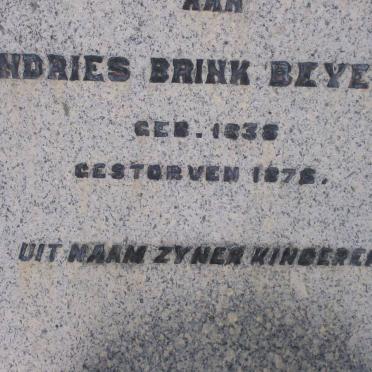 AAN
NDRIES BRINK BEYE
GEB. 1838
GESTORVEN 1878.
UIT NAAM ZYNER KINDEREN